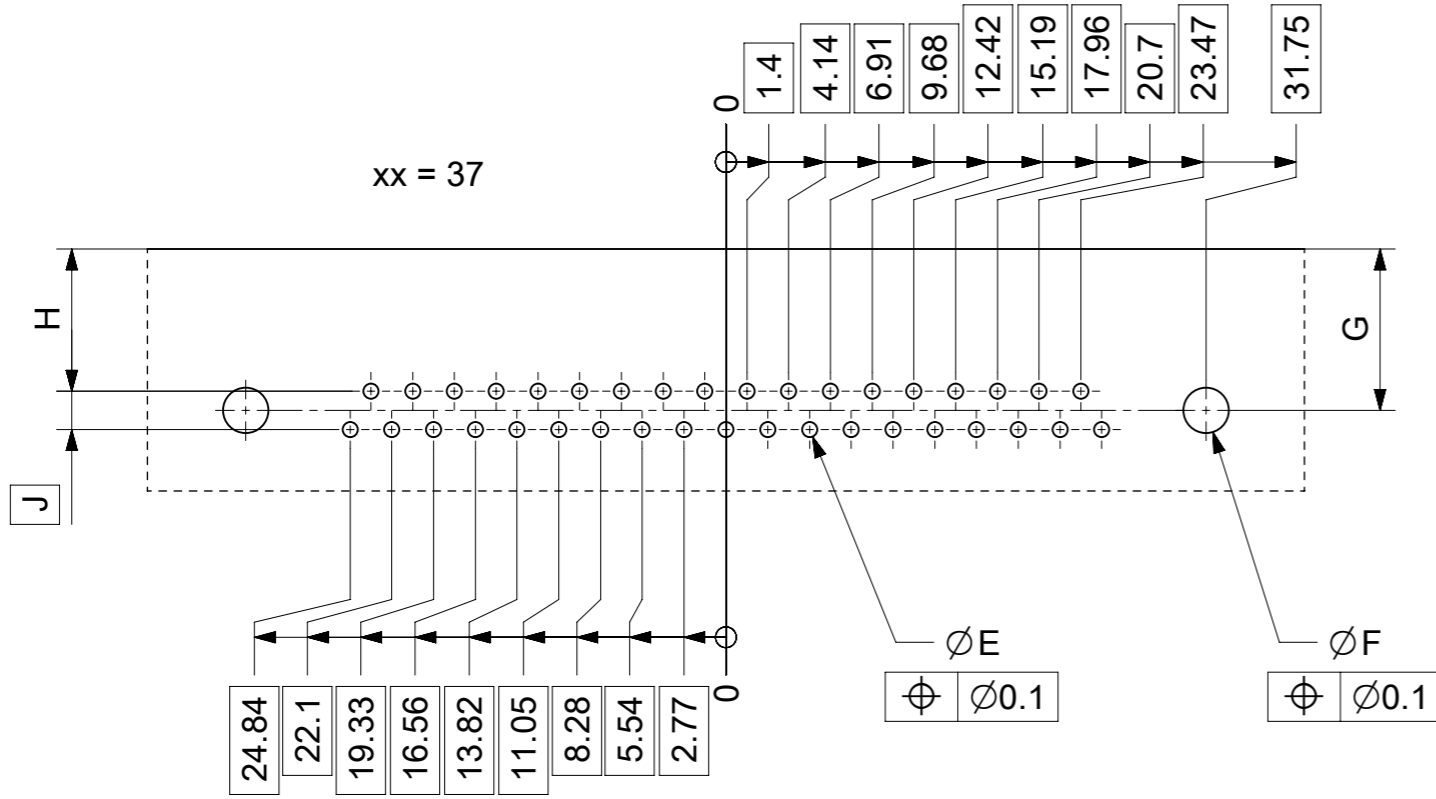 0
1.4
4.14
6.91
9.68
12.42
15.19
17.96
20.7
23.47
31.75
xx = 37
H
G
J
ØE
⌖ Ø0.1
ØF
⌖ Ø0.1
24.84
22.1
19.33
16.56
13.82
11.05
8.28
5.54
2.77
0